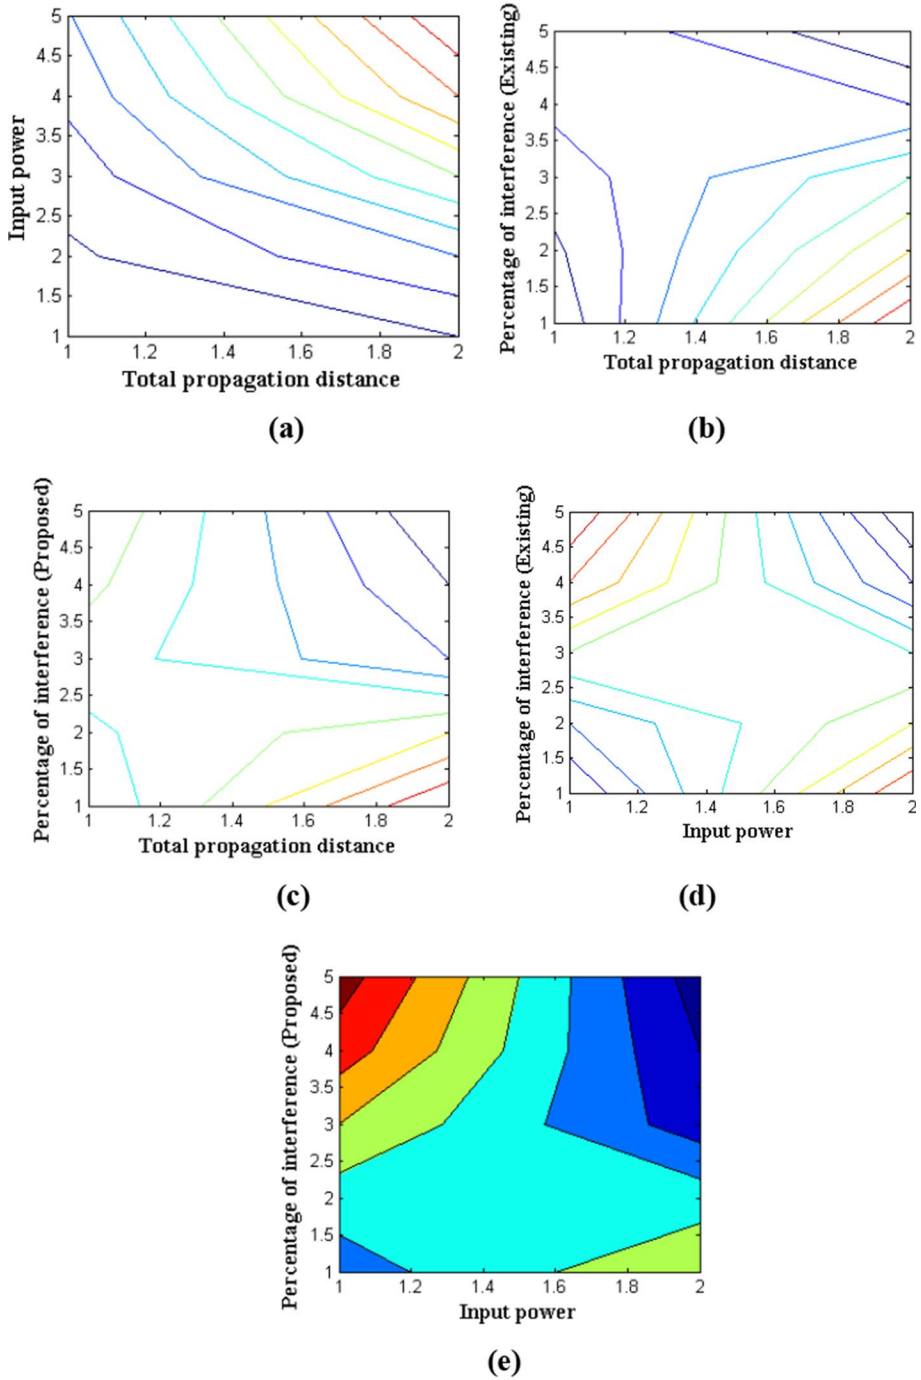 5
4.5
4
3.5
3
2.5
2
1.5
1
Input power
1 1.2 1.4 1.6 1.8 2
Total propagation distance
(a)
5
4.5
4
3.5
3
2.5
2
1.5
1
Percentage of interference (Existing)
1 1.2 1.4 1.6 1.8 2
Total propagation distance
(b)
5
4.5
4
3.5
3
2.5
2
1.5
1
Percentage of interference (Proposed)
1 1.2 1.4 1.6 1.8 2
Total propagation distance
(c)
5
4.5
4
3.5
3
2.5
2
1.5
1
Percentage of interference (Existing)
1 1.2 1.4 1.6 1.8 2
Input power
(d)
5
4.5
4
3.5
3
2.5
2
1.5
1
Percentage of interference (Proposed)
1 1.2 1.4 1.6 1.8 2
Input power
(e)